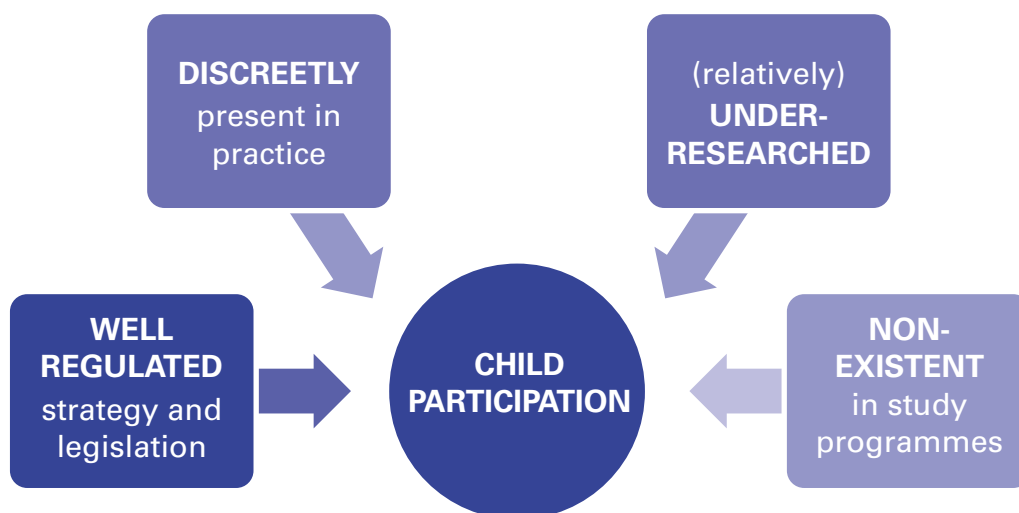 DISCREETLY
present in
practice
(relatively)
UNDER-
RESEARCHED
WELL
REGULATED
strategy and
legislation
CHILD
PARTICIPATION
NON-
EXISTENT
in study
programmes